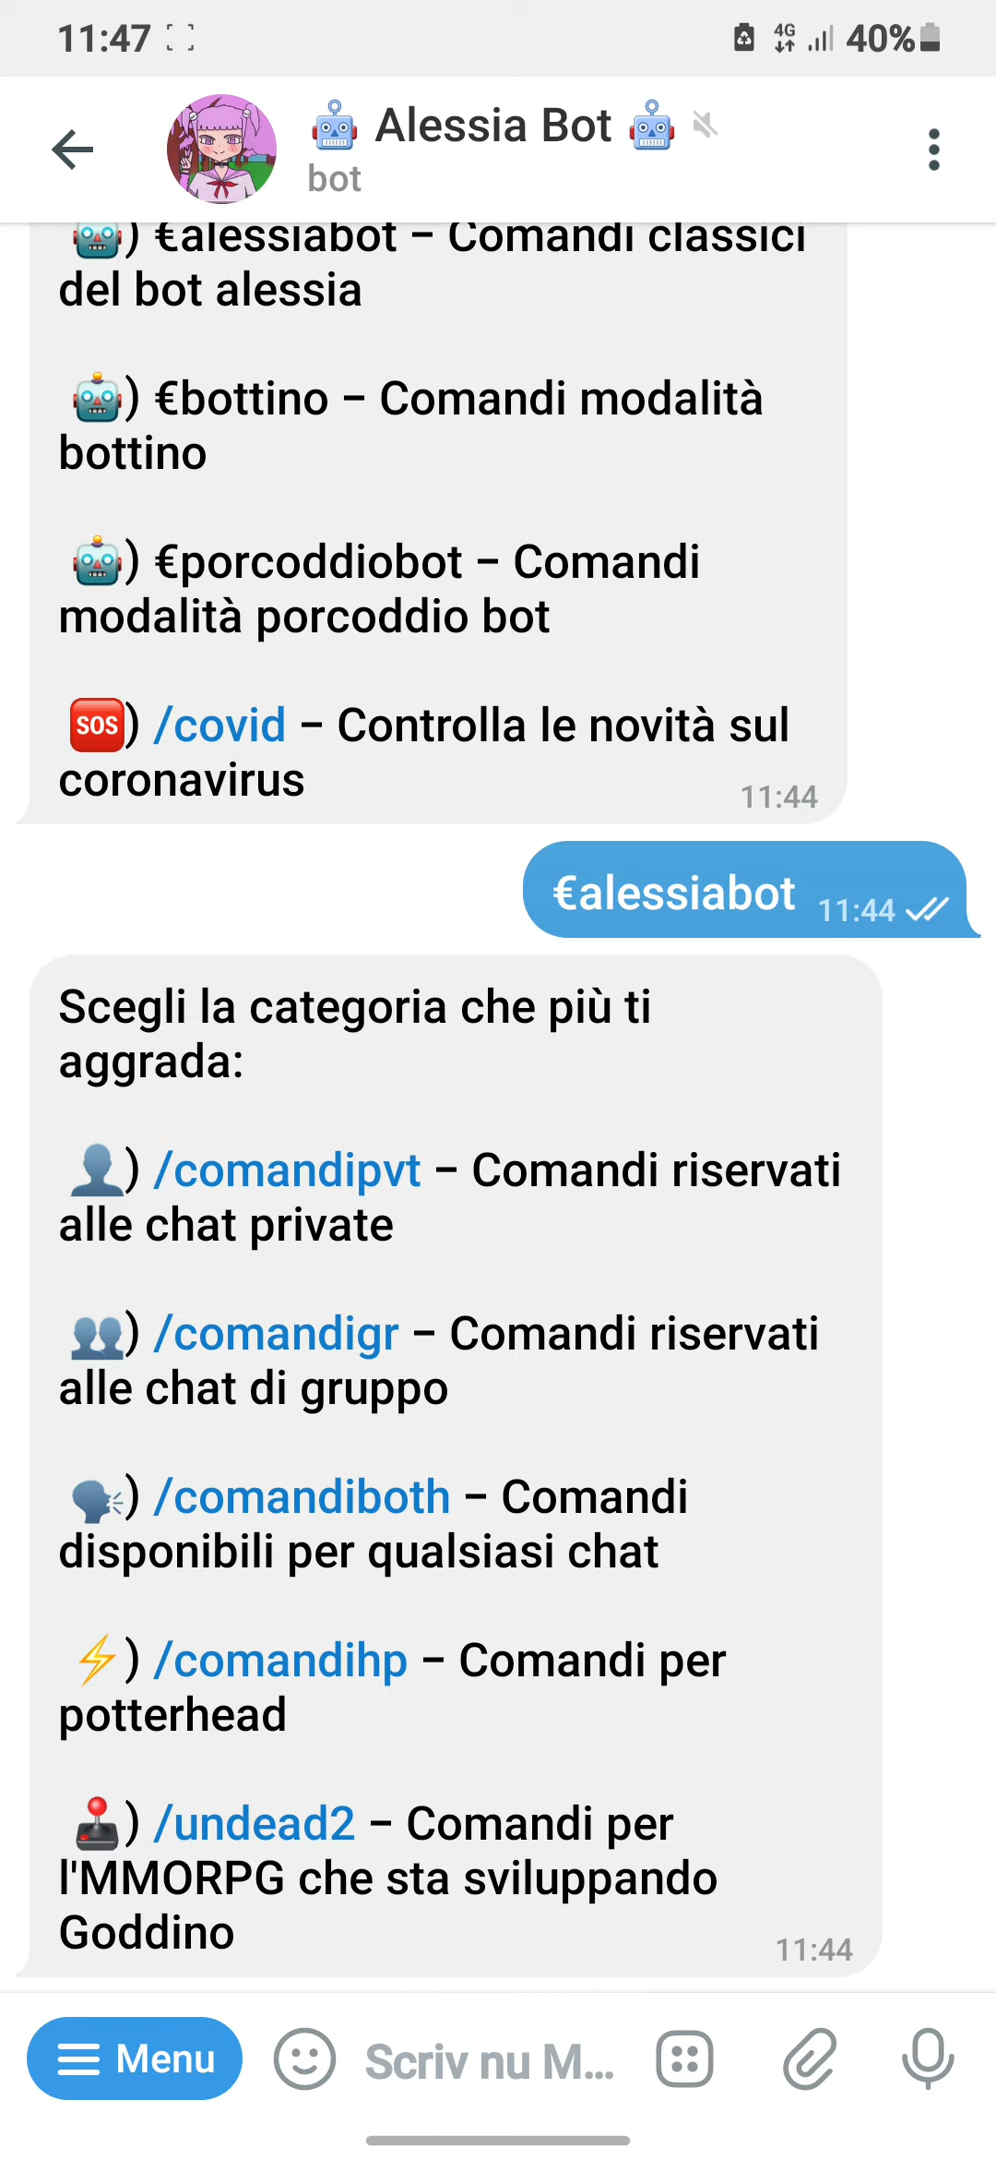 11:47
4G
40%
Alessia Bot
bot
) €alessiabot – Comandi classici
del bot alessia
) €bottino – Comandi modalità
bottino
) €porcoddiobot – Comandi
modalità porcoddio bot
SOS) /covid – Controlla le novità sul
coronavirus
11:44
€alessiabot 11:44
Scegli la categoria che più ti
aggrada:
) /comandipvt – Comandi riservati
alle chat private
) /comandigr – Comandi riservati
alle chat di gruppo
) /comandiboth – Comandi
disponibili per qualsiasi chat
) /comandihp – Comandi per
potterhead
) /undead2 – Comandi per
l'MMORPG che sta sviluppando
Goddino
11:44
Menu
Scriv nu M...